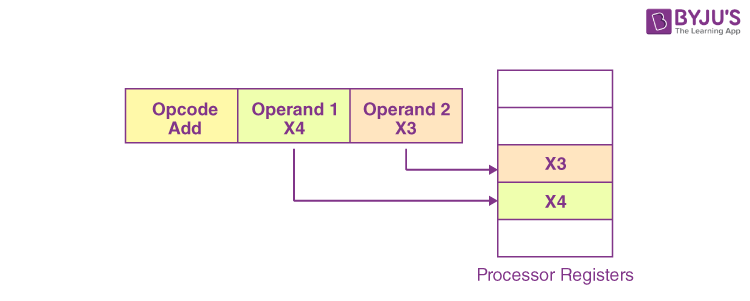 BYJU'S
The Learning App
Opcode
Add
Operand 1
X4
Operand 2
X3
X3
X4
Processor Registers